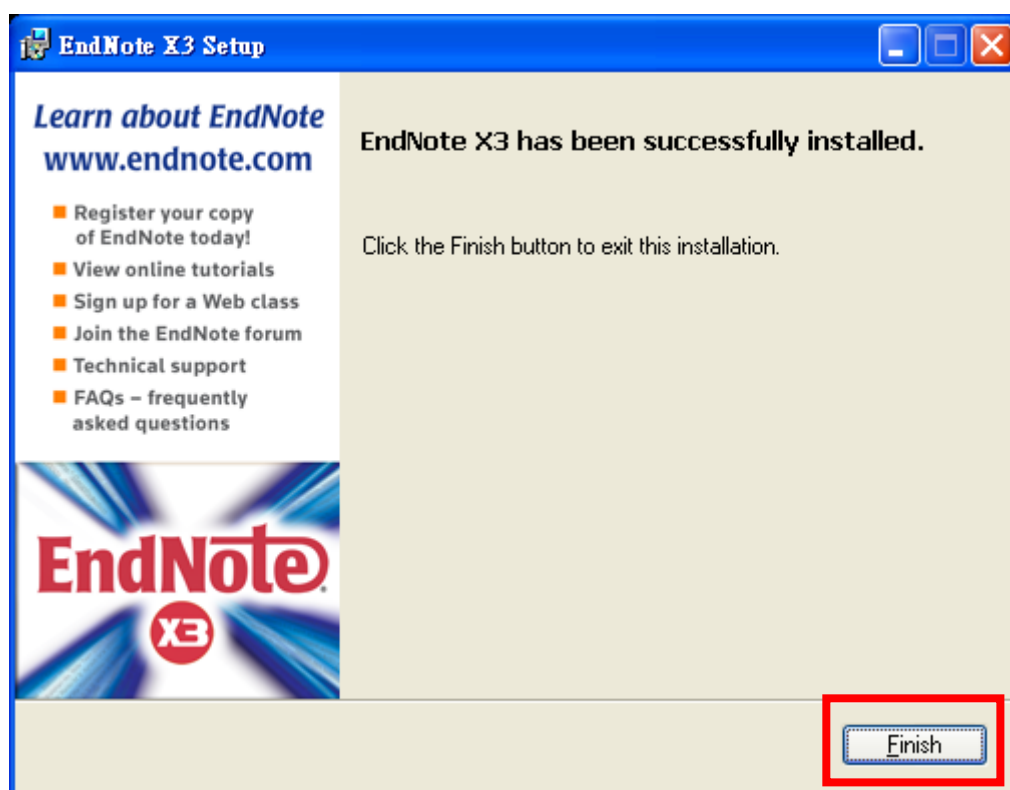 EndNote X3 Setup
Learn about EndNote
www.endnote.com
Register your copy
of EndNote today!
View online tutorials
Sign up for a Web class
Join the EndNote forum
Technical support
FAQs – frequently
asked questions
EndNote
X3
EndNote X3 has been successfully installed.
Click the Finish button to exit this installation.
Finish